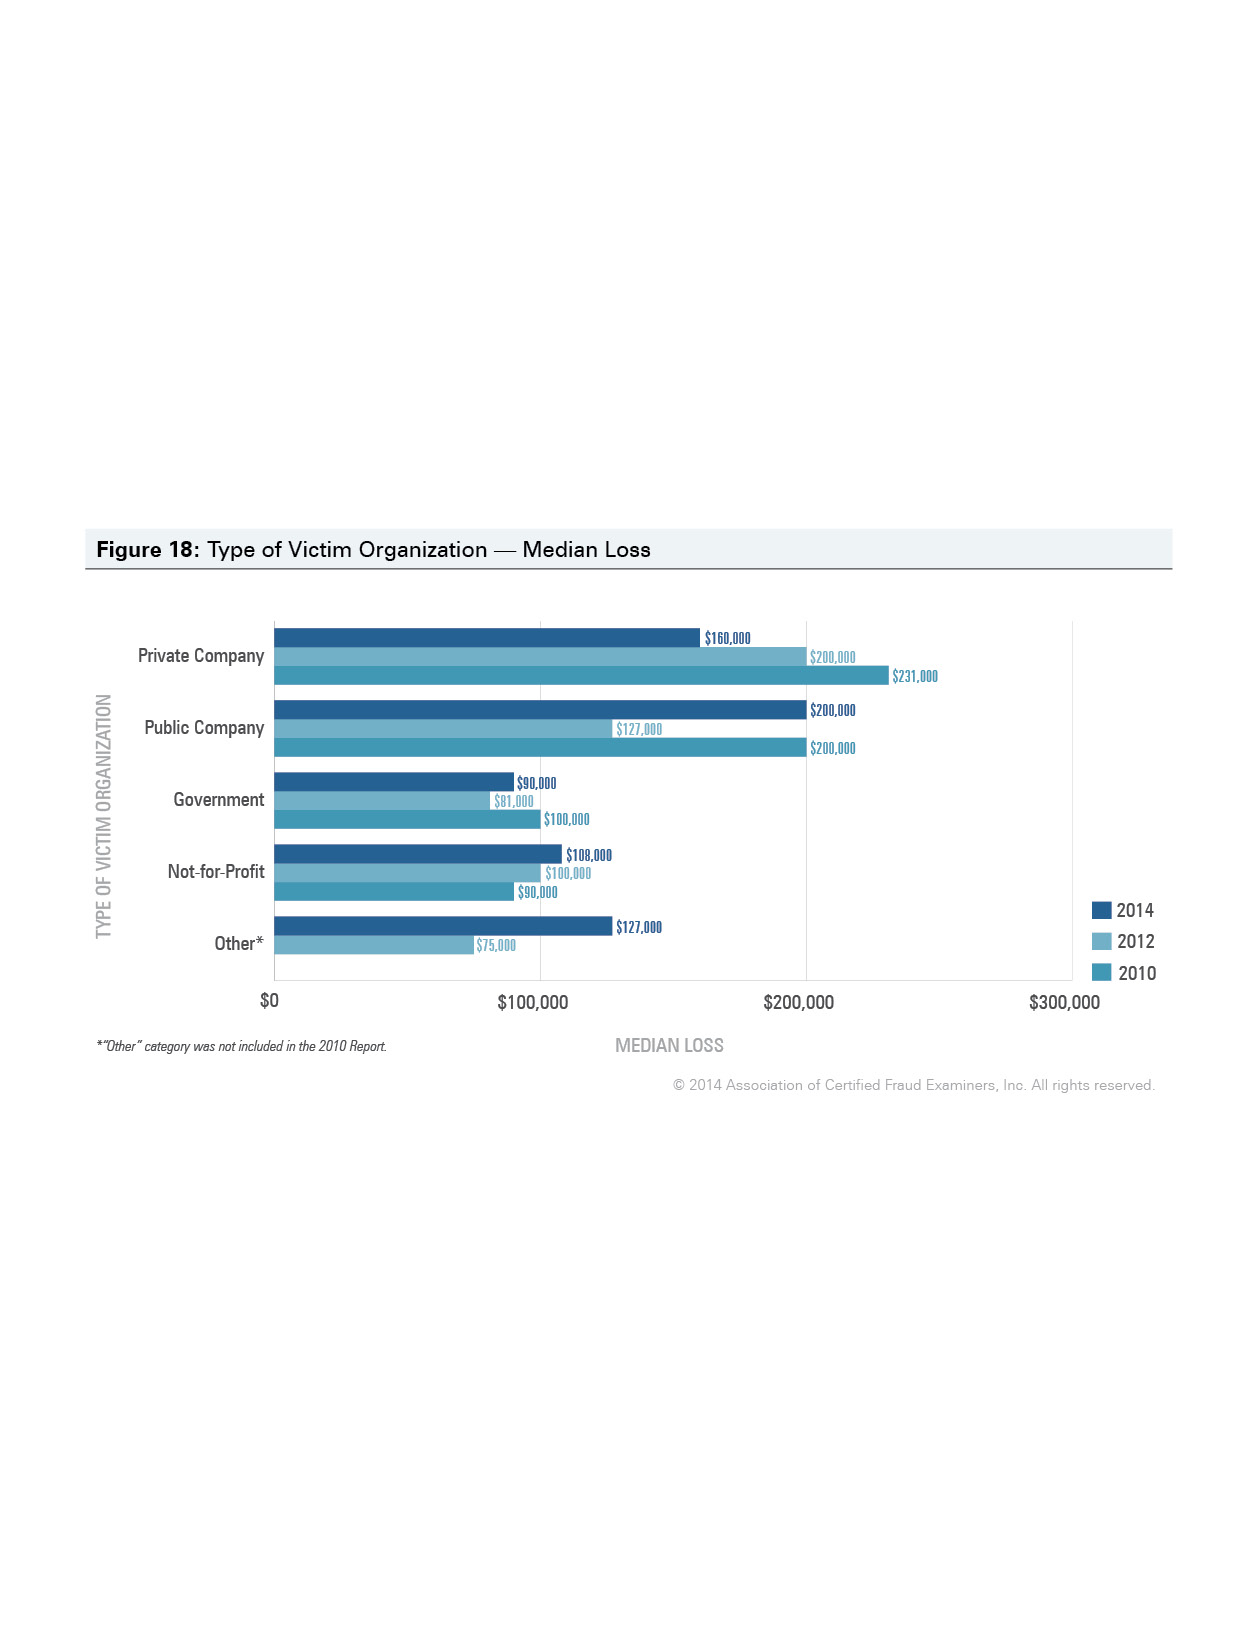 Figure 18: Type of Victim Organization — Median Loss
TYPE OF VICTIM ORGANIZATION
Private Company
$160,000
$200,000
$231,000
Public Company
$200,000
$127,000
$200,000
Government
$90,000
$81,000
$100,000
Not-for-Profit
$108,000
$100,000
$90,000
Other*
$127,000
$75,000
2014
2012
2010
$0 $100,000 $200,000 $300,000
*“Other” category was not included in the 2010 Report.
MEDIAN LOSS
© 2014 Association of Certified Fraud Examiners, Inc. All rights reserved.